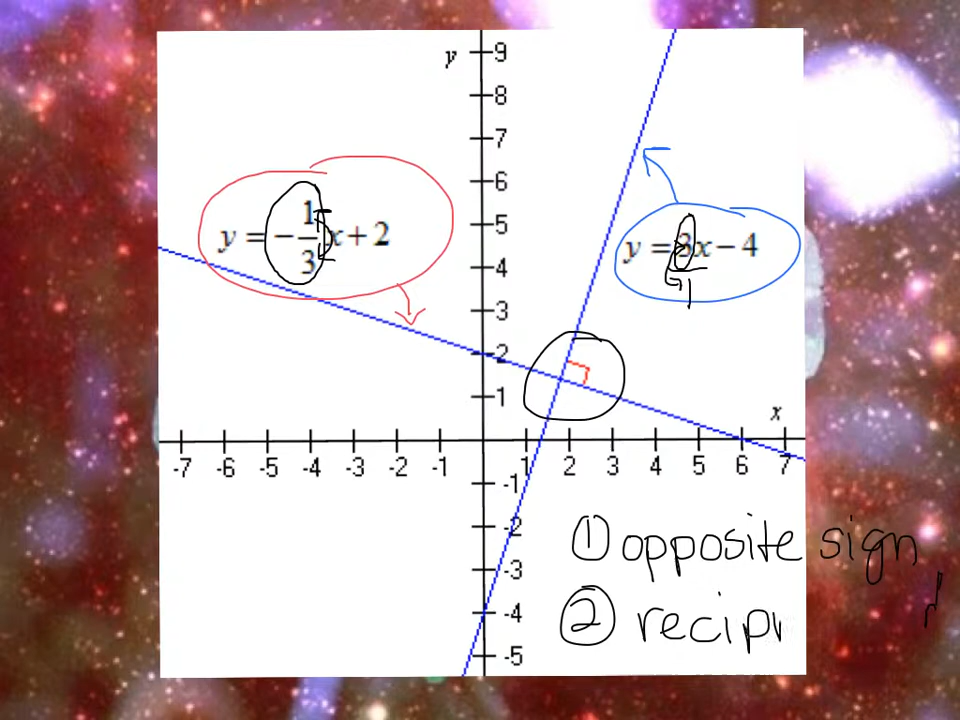 y
9
8
7
6
5
4
3
2
1
y = -1/3x + 2
y = 3x - 4
1
x
-7 -6 -5 -4 -3 -2 -1 1 2 3 4 5 6 7
-1
-2
-3
-4
-5
① opposite sign
② recipr